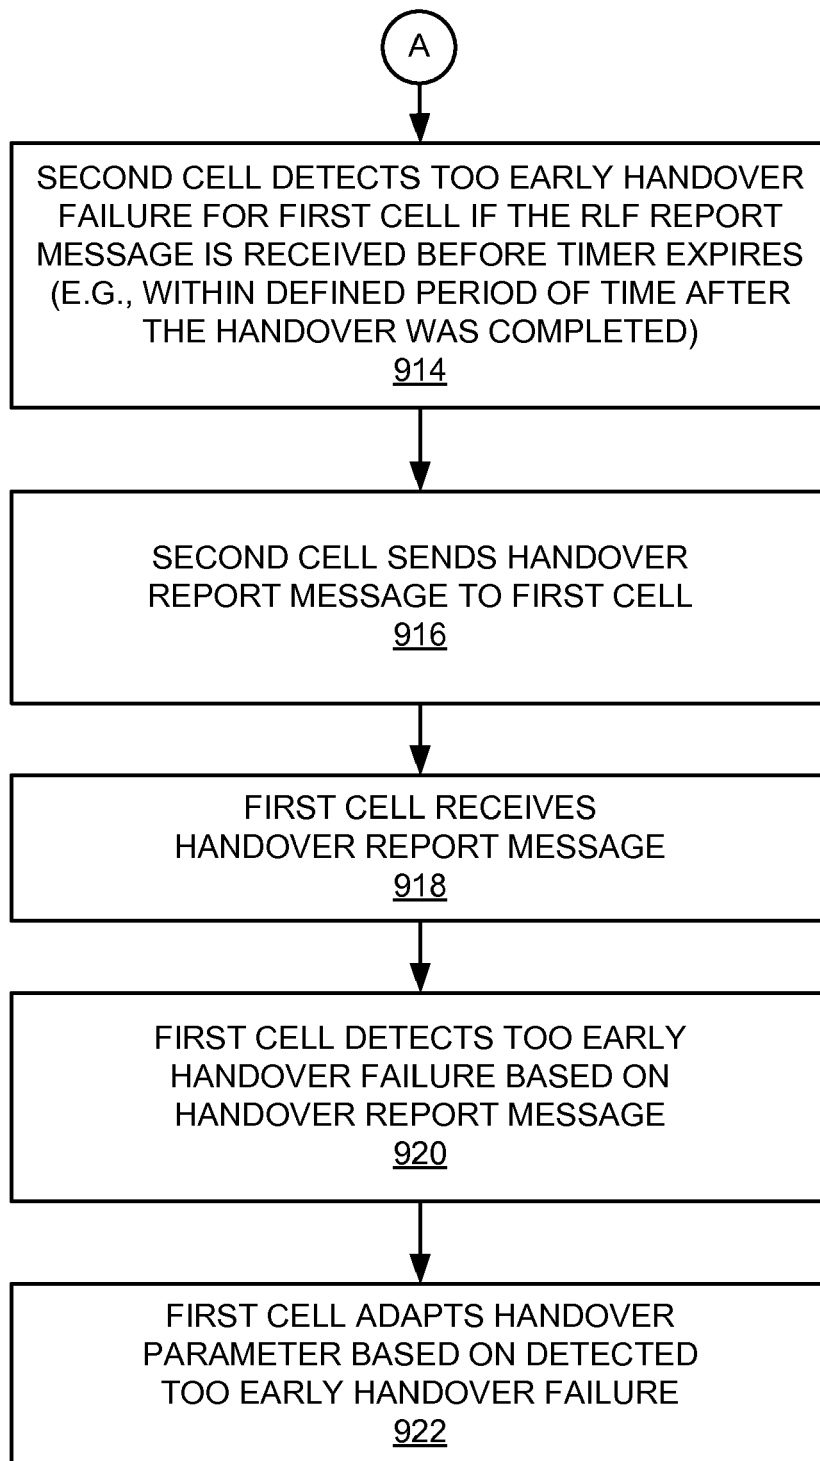 A
SECOND CELL DETECTS TOO EARLY HANDOVER
FAILURE FOR FIRST CELL IF THE RLF REPORT
MESSAGE IS RECEIVED BEFORE TIMER EXPIRES
(E.G., WITHIN DEFINED PERIOD OF TIME AFTER
THE HANDOVER WAS COMPLETED)
914
SECOND CELL SENDS HANDOVER
REPORT MESSAGE TO FIRST CELL
916
FIRST CELL RECEIVES
HANDOVER REPORT MESSAGE
918
FIRST CELL DETECTS TOO EARLY
HANDOVER FAILURE BASED ON
HANDOVER REPORT MESSAGE
920
FIRST CELL ADAPTS HANDOVER
PARAMETER BASED ON DETECTED
TOO EARLY HANDOVER FAILURE
922